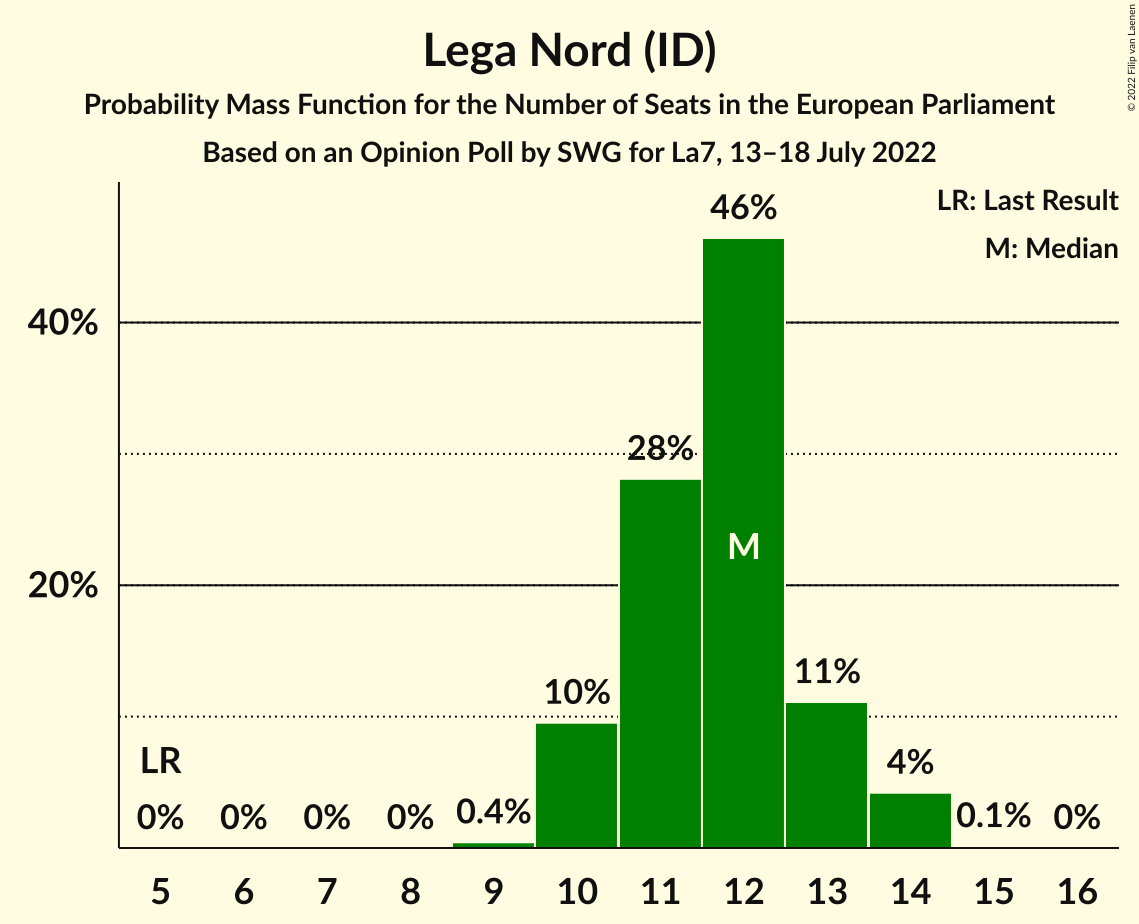 Lega Nord (ID)
Probability Mass Function for the Number of Seats in the European Parliament
Based on an Opinion Poll by SWG for La7, 13–18 July 2022
© 2022 Filip van Laenen
LR: Last Result
M: Median
46%
40%
28%
M
20%
11%
10%
LR
4%
0% 0% 0% 0% 0.4% 0.1% 0%
5 6 7 8 9 10 11 12 13 14 15 16